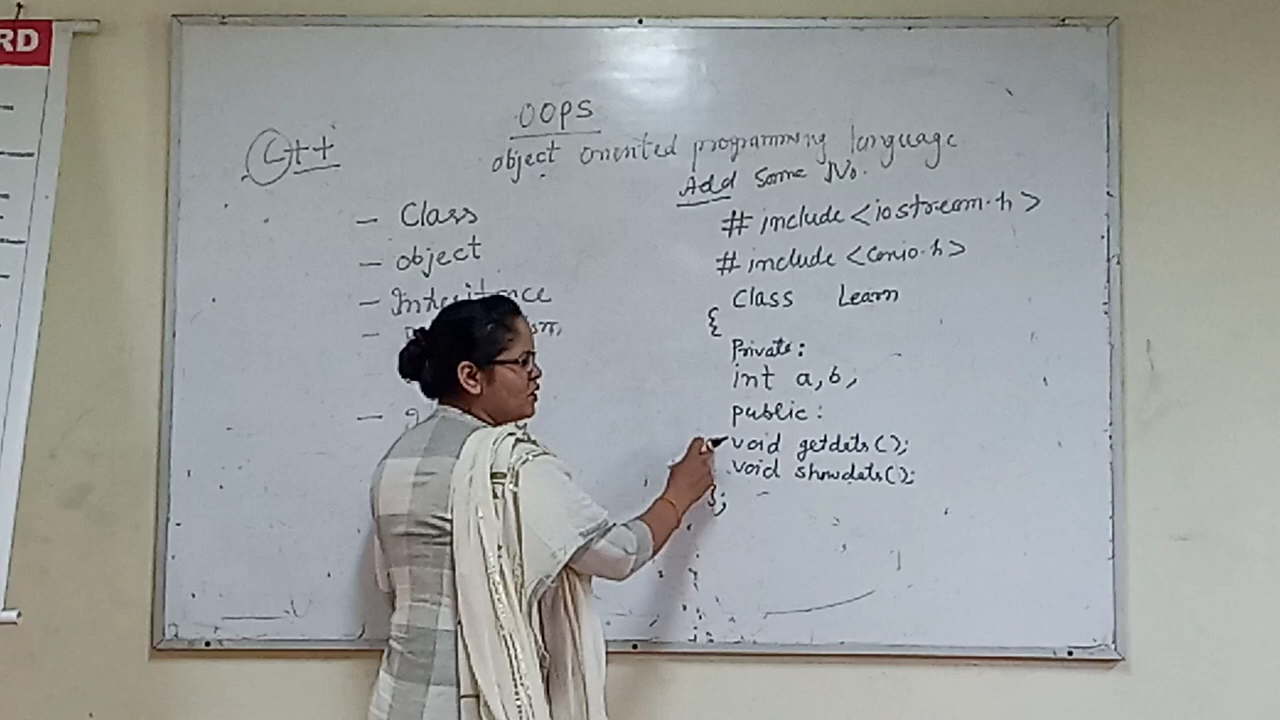 RD
OOPS
C++
object oriented programming language
Add Some No.
- Class
- object
- Inheritance
# include <iostream.h>
# include <conio.h>
Class Learn
{
Private:
int a, b,
public:
void getdata();
void showdata();
};